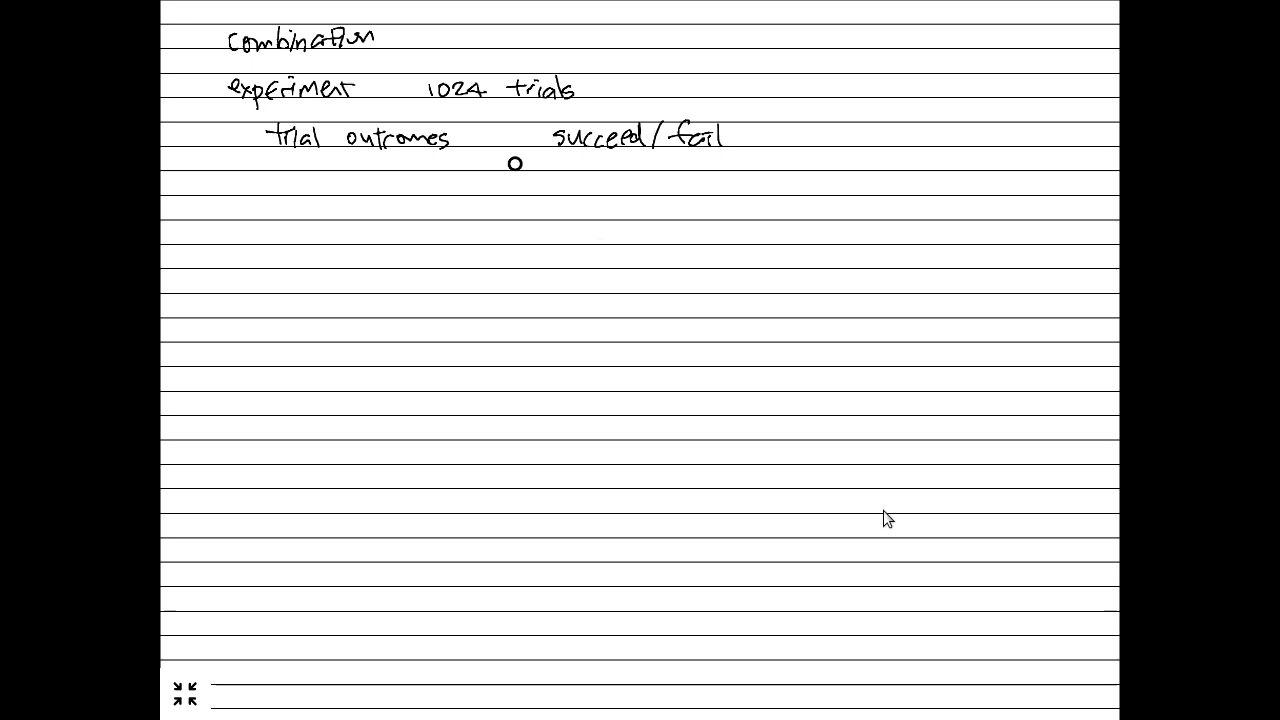 combination
experiment 1024 trials
trial outcomes succeed/fail